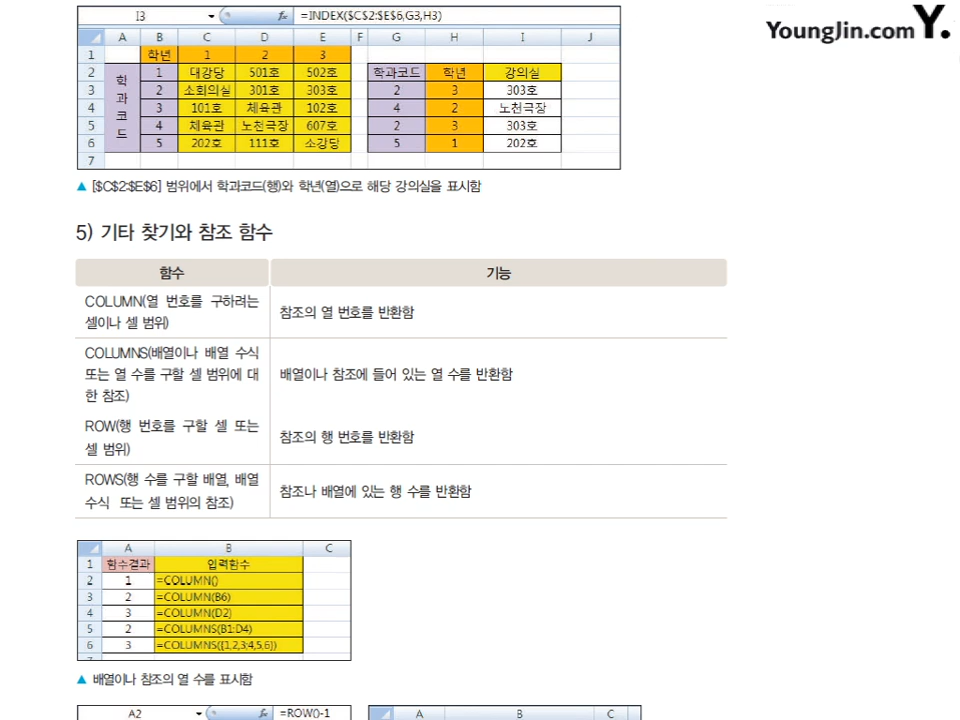 YoungJin.com Y.
I3 fx =INDEX($C$2:$E$6,G3,H3)
A B C D E F G H I J
1 학년 1 2 3
2 학과코드 1 대강당 501호 502호 학과코드 학년 강의실
3 2 소회의실 301호 303호 2 3 303호
4 3 101호 체육관 102호 4 2 노천극장
5 4 체육관 노천극장 607호 2 3 303호
6 5 202호 111호 소강당 5 1 202호
7
▲ [$C$2:$E$6] 범위에서 학과코드(행)와 학년(열)으로 해당 강의실을 표시함
5) 기타 찾기와 참조 함수
함수 기능
COLUMN(열 번호를 구하려는
셀이나 셀 범위)
참조의 열 번호를 반환함
COLUMNS(배열이나 배열 수식
또는 열 수를 구할 셀 범위에 대
한 참조)
배열이나 참조에 들어 있는 열 수를 반환함
ROW(행 번호를 구할 셀 또는
셀 범위)
참조의 행 번호를 반환함
ROWS(행 수를 구할 배열, 배열
수식 또는 셀 범위의 참조)
참조나 배열에 있는 행 수를 반환함
A B C
1 함수결과 입력함수
2 1 =COLUMN()
3 2 =COLUMN(B6)
4 3 =COLUMN(D2)
5 2 =COLUMNS(B1:D4)
6 3 =COLUMNS({1,2,3;4,5,6})
▲ 배열이나 참조의 열 수를 표시함
A2 fx =ROW()-1
A B C